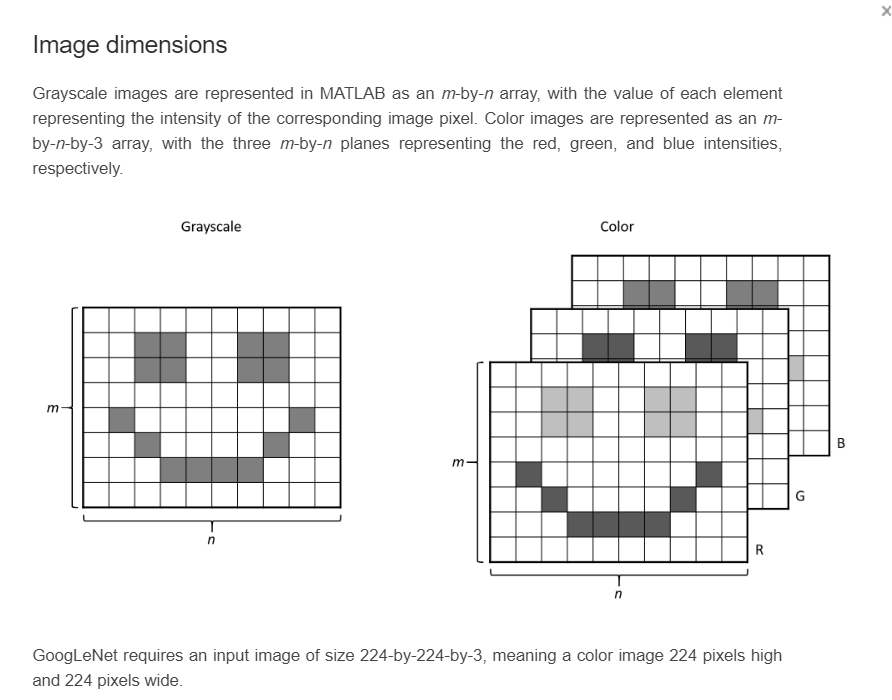 ×
Image dimensions
Grayscale images are represented in MATLAB as an m-by-n array, with the value of each element
representing the intensity of the corresponding image pixel. Color images are represented as an m-
by-n-by-3 array, with the three m-by-n planes representing the red, green, and blue intensities,
respectively.
Grayscale
Color
m
n
m
n
R
G
B
GoogLeNet requires an input image of size 224-by-224-by-3, meaning a color image 224 pixels high
and 224 pixels wide.